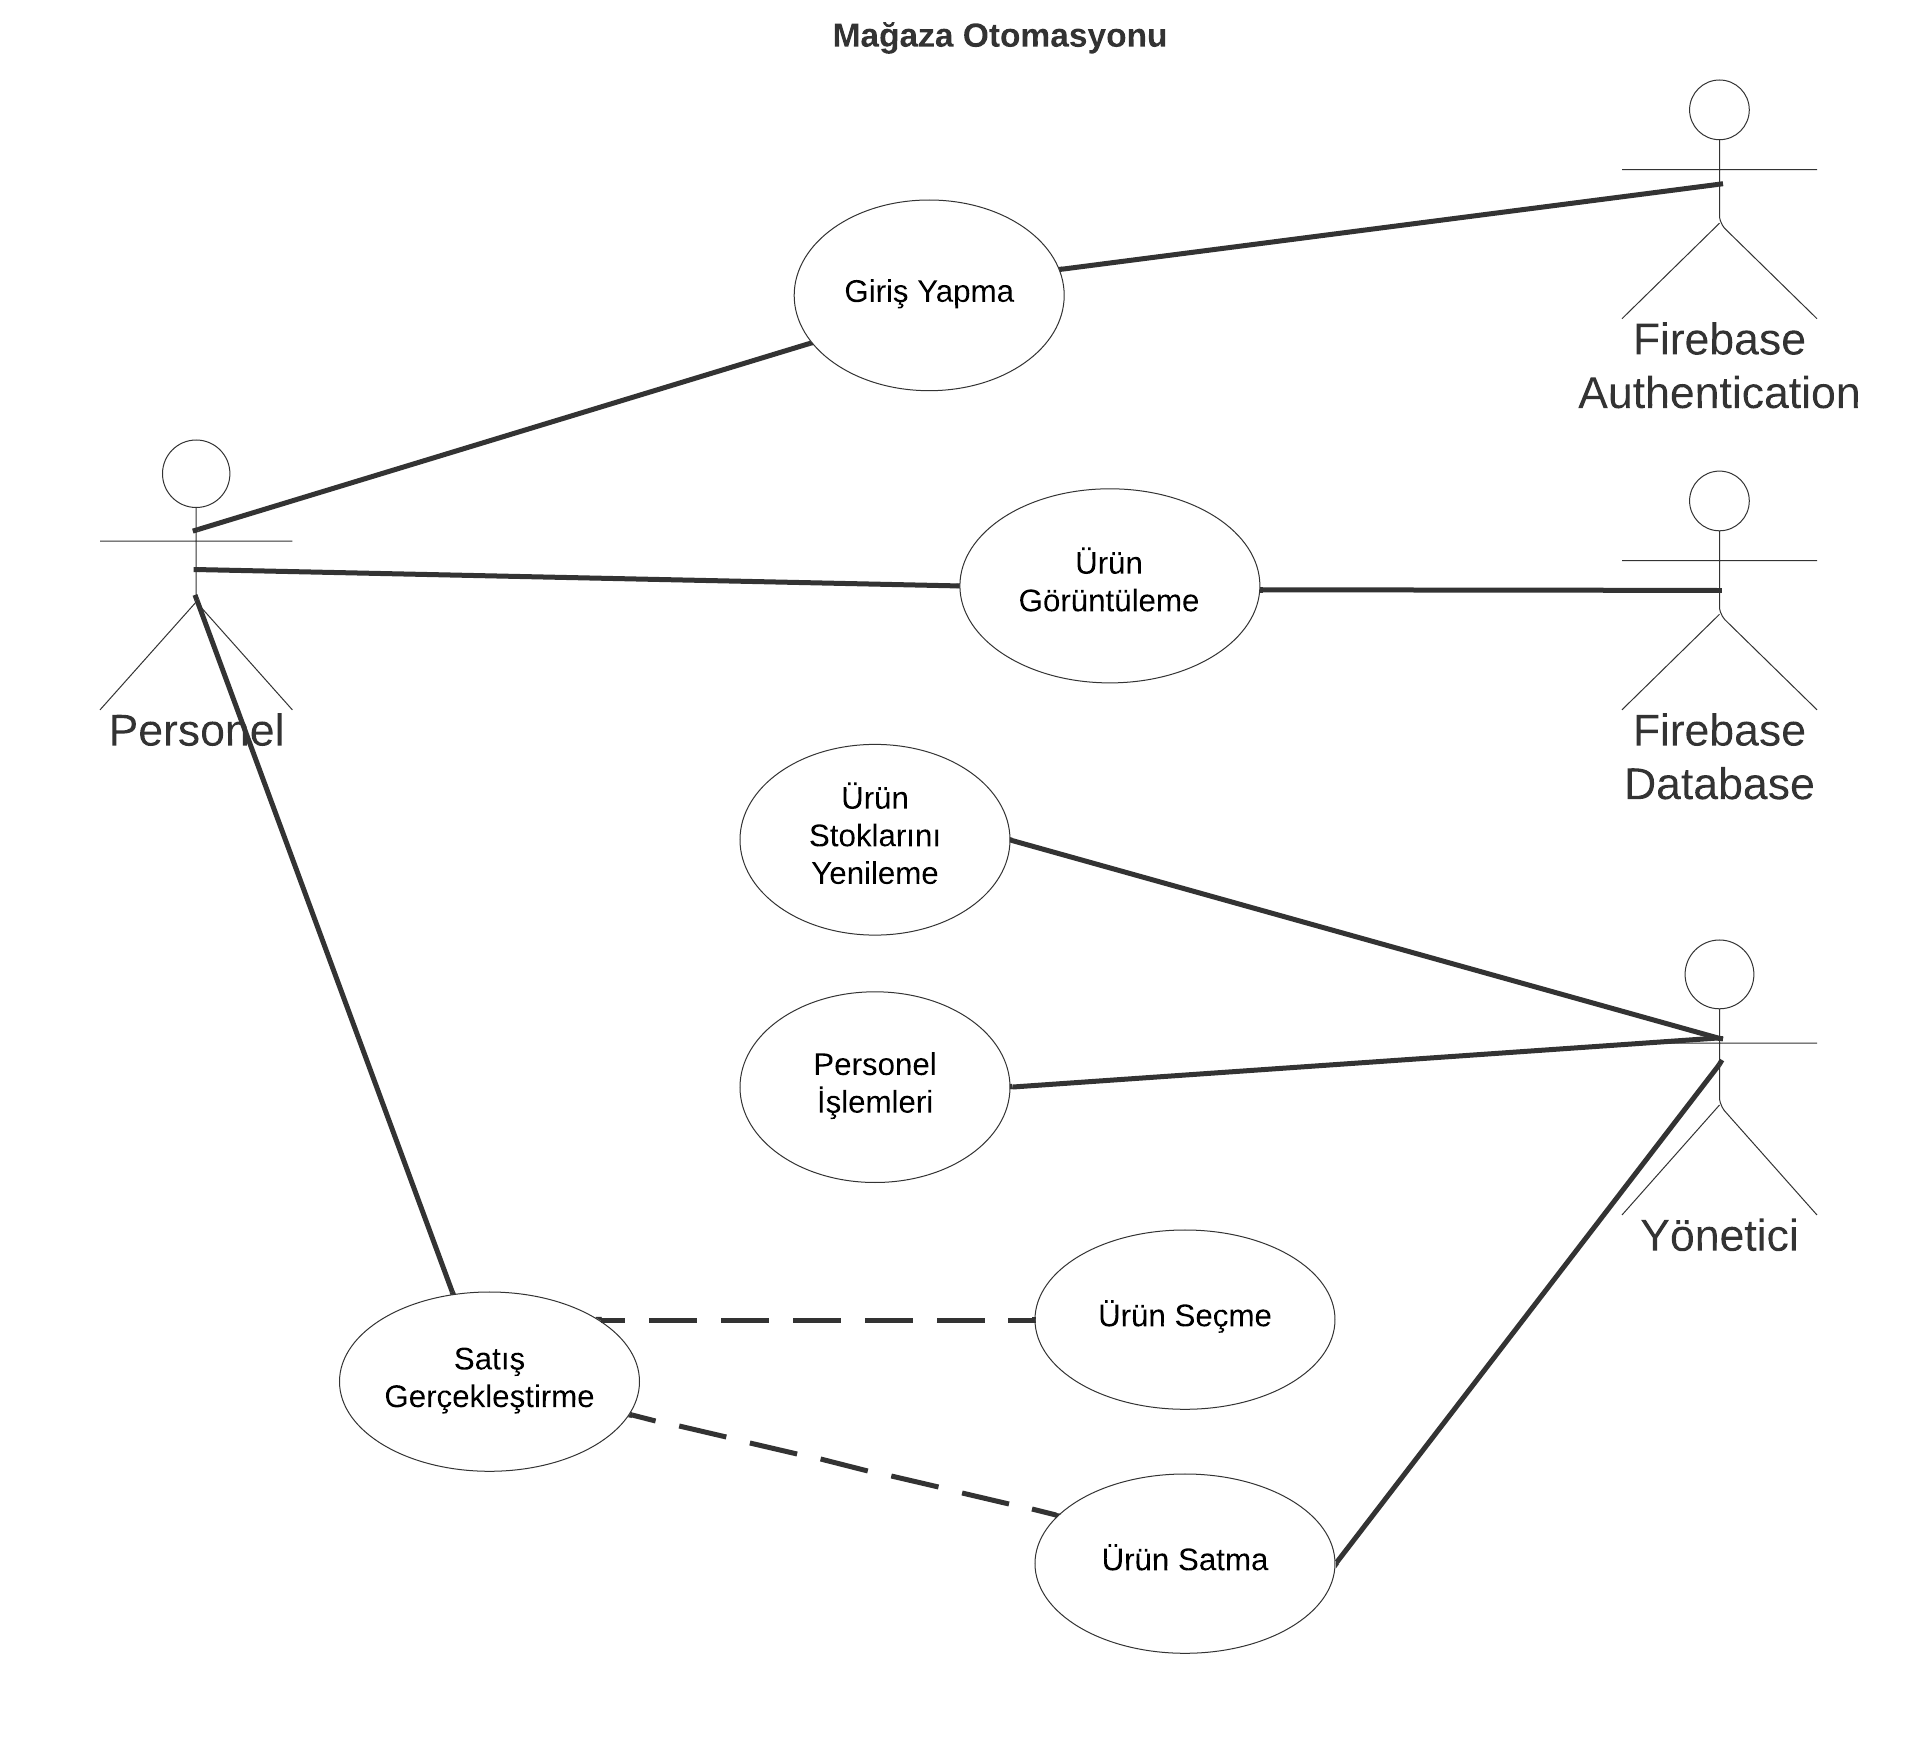 Mağaza Otomasyonu
Giriş Yapma
Firebase
Authentication
Ürün
Görüntüleme
Personel
Firebase
Database
Ürün
Stoklarını
Yenileme
Personel
İşlemleri
Yönetici
Ürün Seçme
Satış
Gerçekleştirme
Ürün Satma